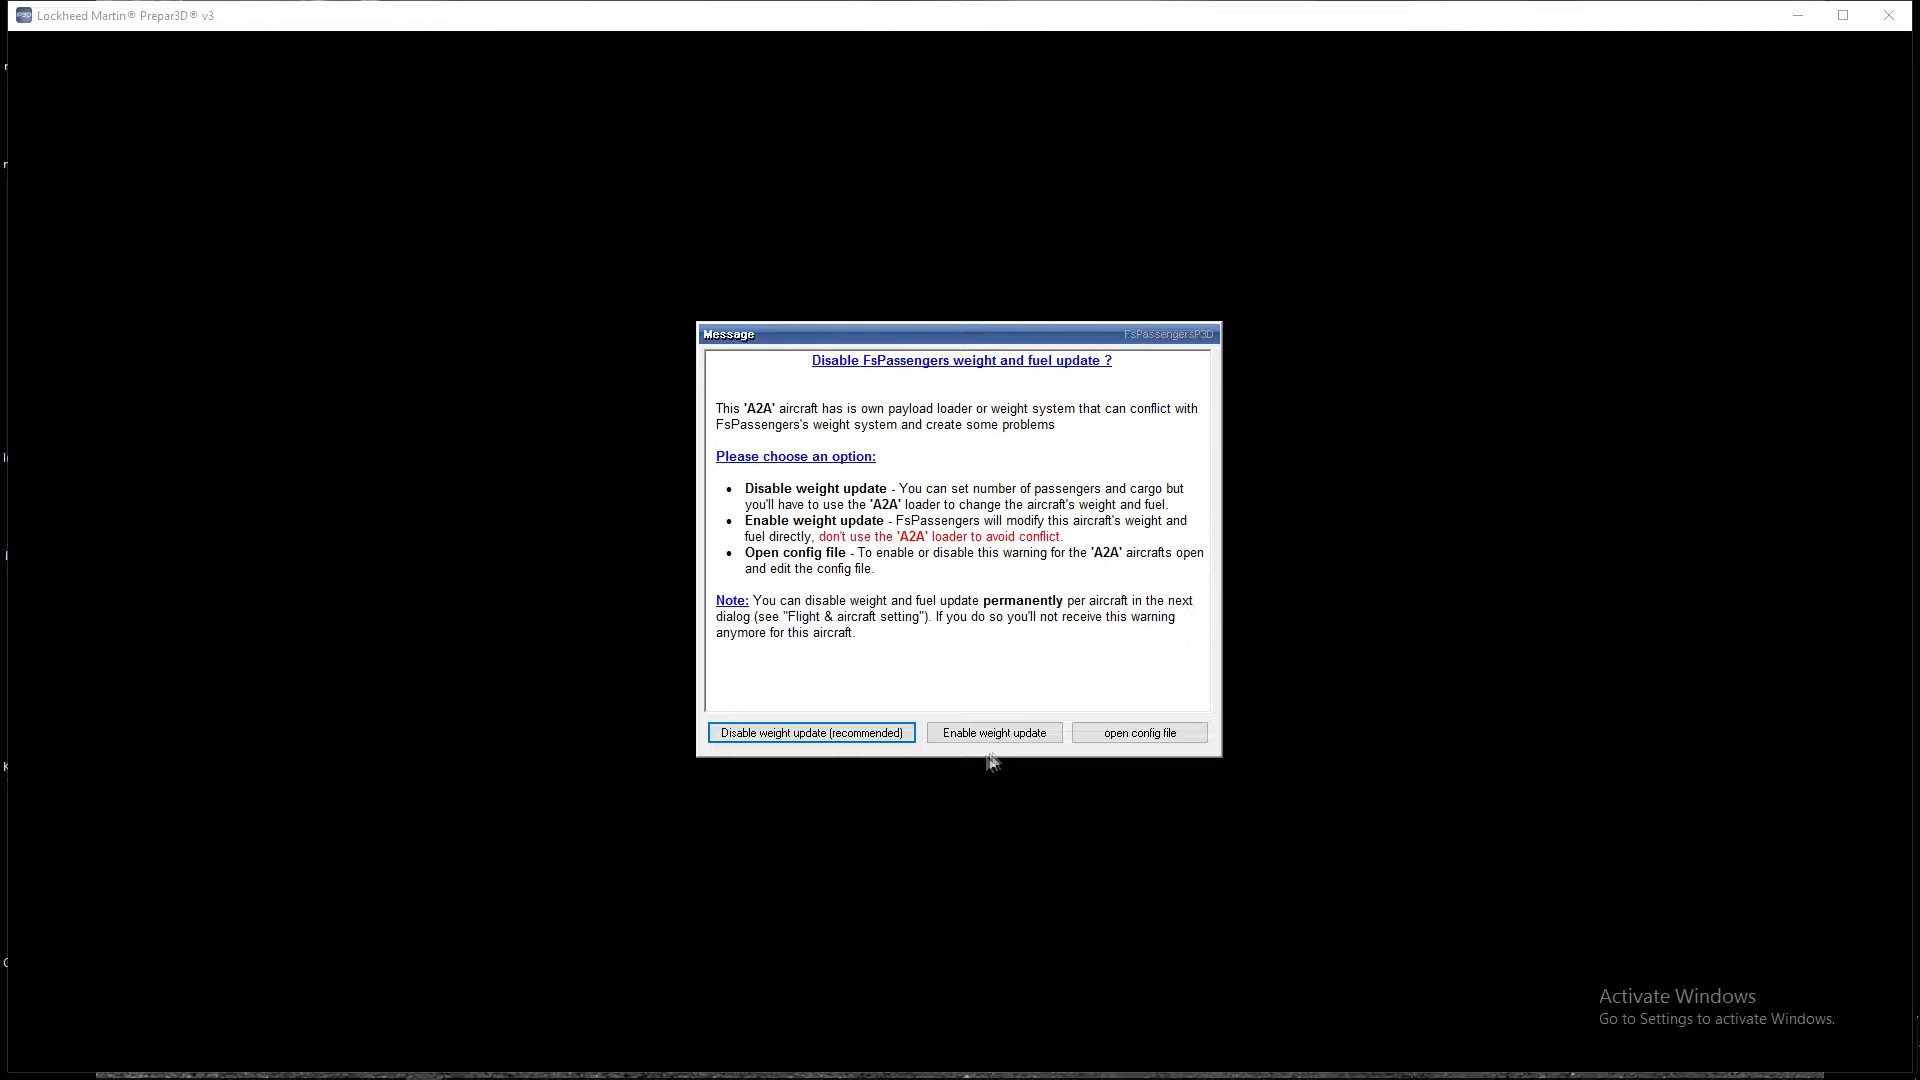 Lockheed Martin® Prepar3D® v3
Message
FsPassengersP3D
Disable FsPassengers weight and fuel update ?
This 'A2A' aircraft has is own payload loader or weight system that can conflict with
FsPassengers's weight system and create some problems
Please choose an option:
• Disable weight update - You can set number of passengers and cargo but
you'll have to use the 'A2A' loader to change the aircraft's weight and fuel.
• Enable weight update - FsPassengers will modify this aircraft's weight and
fuel directly, don't use the 'A2A' loader to avoid conflict.
• Open config file - To enable or disable this warning for the 'A2A' aircrafts open
and edit the config file.
Note: You can disable weight and fuel update permanently per aircraft in the next
dialog (see "Flight & aircraft setting"). If you do so you'll not receive this warning
anymore for this aircraft.
Disable weight update (recommended)
Enable weight update
open config file
Activate Windows
Go to Settings to activate Windows.